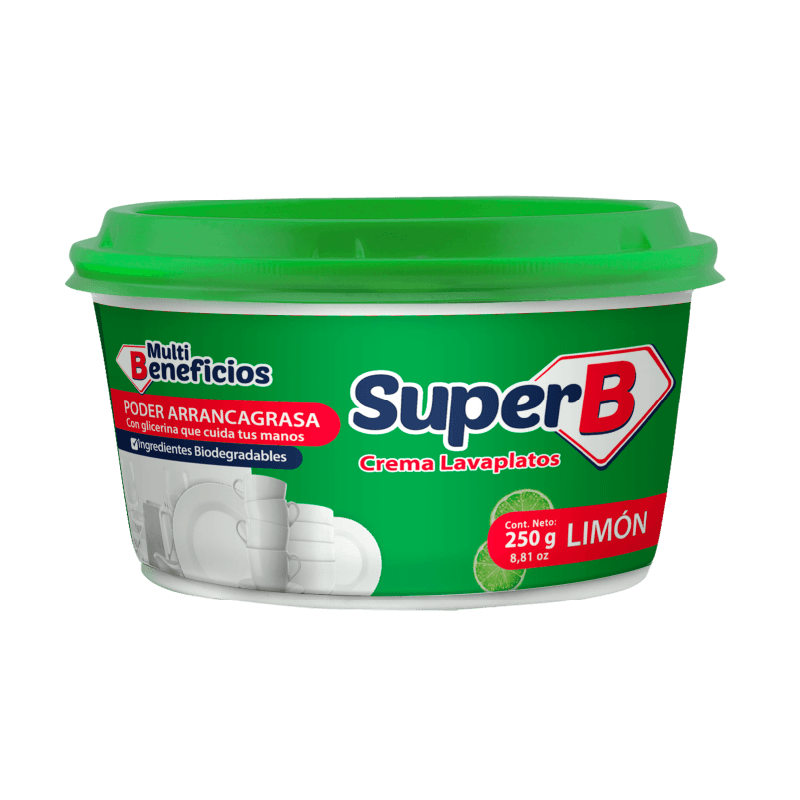 Multi
Beneficios
PODER ARRANCAGRASA
Con glicerina que cuida tus manos
Ingredientes Biodegradables
SuperB
Crema Lavaplatos
Cont. Neto:
250 g
8,81 oz
LIMÓN